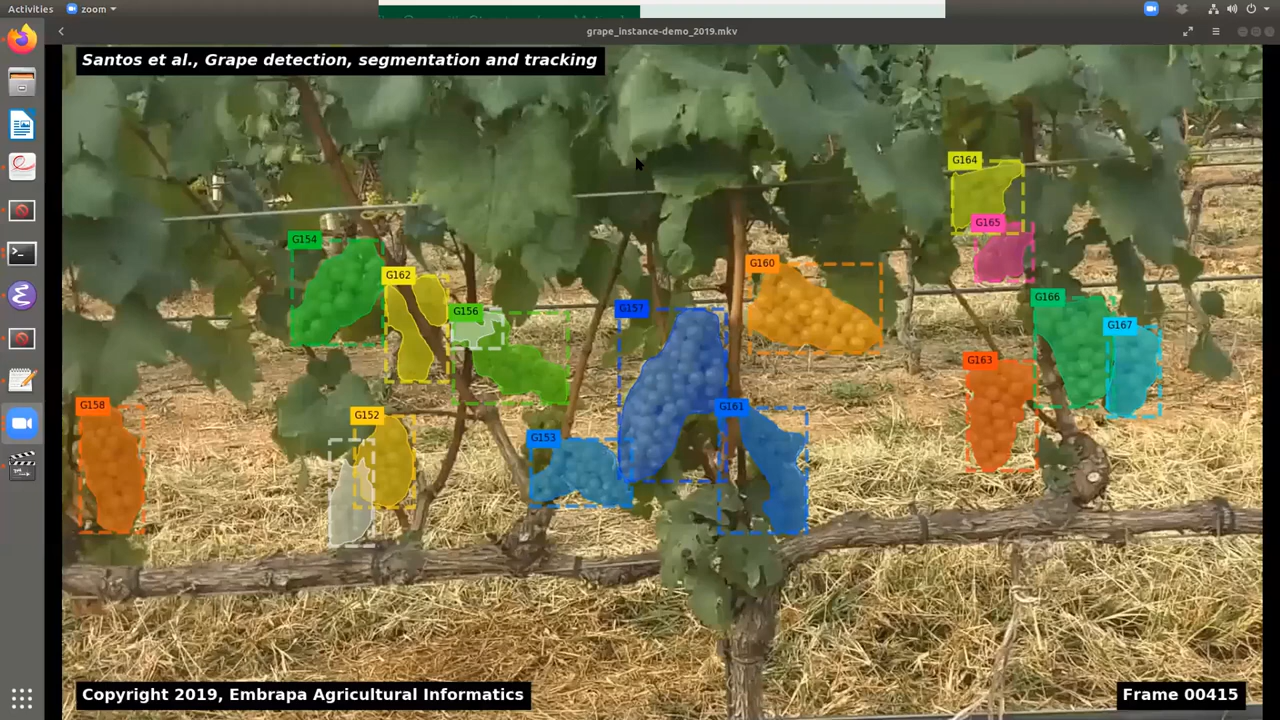 Activities
zoom
grape_instance-demo_2019.mkv
Santos et al., Grape detection, segmentation and tracking
G164
G165
G154
G162
G160
G156
G157
G166
G167
G163
G158
G152
G161
G153
Copyright 2019, Embrapa Agricultural Informatics
Frame 00415